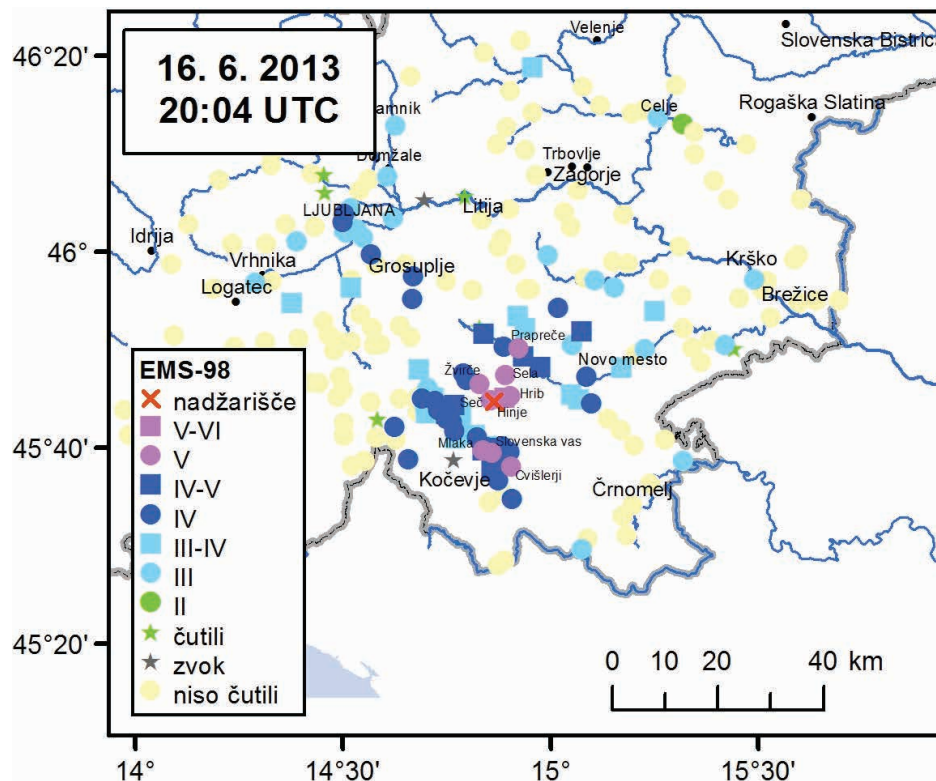 Velenje
46°20'
Slovenska Bistrica
16. 6. 2013
20:04 UTC
amnik
Celje
Rogaška Slatina
Domžale
Trbovlje
Zagorje
Litija
LJUBLJANA
Idrija
46°
Vrhnika
Grosuplje
Krško
Logatec
Brežice
Prapreče
Novo mesto
EMS-98
nadžarišče
V-VI
V
IV-V
IV
III-IV
III
II
čutili
zvok
niso čutili
Žvirče
Sela
Seč
Hrib
Hinje
45°40'
Mlaka
Slovenska vas
Kočevje
Cvišlerji
Črnomelj
45°20'
0 10 20 40 km
14° 14°30' 15° 15°30'